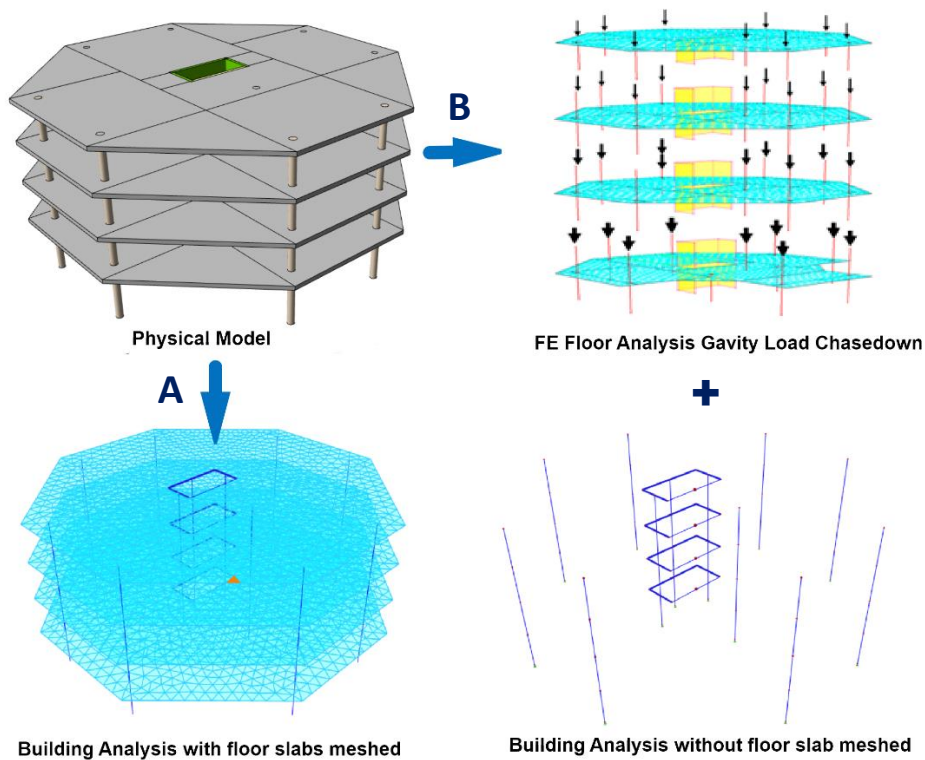 B
Physical Model
FE Floor Analysis Gavity Load Chasedown
A
+
Building Analysis with floor slabs meshed
Building Analysis without floor slab meshed